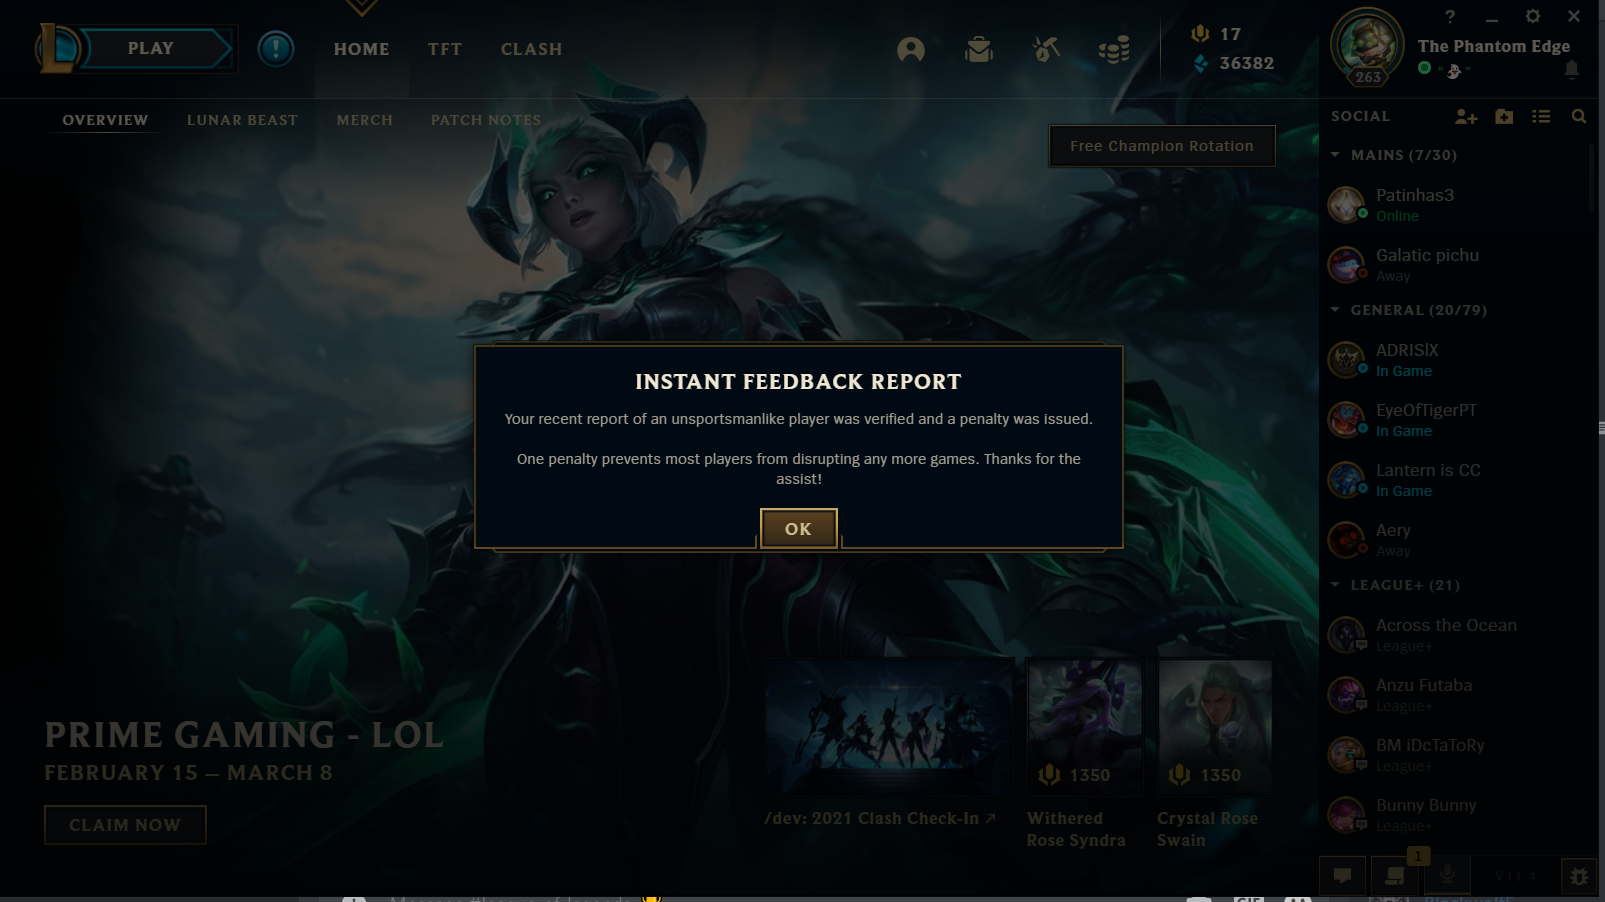 PLAY
HOME
TFT
CLASH
17
36382
?
The Phantom Edge
263
OVERVIEW
LUNAR BEAST
MERCH
PATCH NOTES
Free Champion Rotation
SOCIAL
MAINS (7/30)
Patinhas3
Online
Galatic pichu
Away
GENERAL (20/79)
ADRISlX
In Game
EyeOfTigerPT
In Game
Lantern is CC
In Game
Aery
Away
LEAGUE+ (21)
Across the Ocean
League+
Anzu Futaba
League+
BM iDcTaToRy
League+
Bunny Bunny
League+
INSTANT FEEDBACK REPORT
Your recent report of an unsportsmanlike player was verified and a penalty was issued.
One penalty prevents most players from disrupting any more games. Thanks for the
assist!
OK
PRIME GAMING - LOL
FEBRUARY 15 — MARCH 8
CLAIM NOW
1350
1350
/dev: 2021 Clash Check-In
Withered
Rose Syndra
Crystal Rose
Swain
1
V11.4